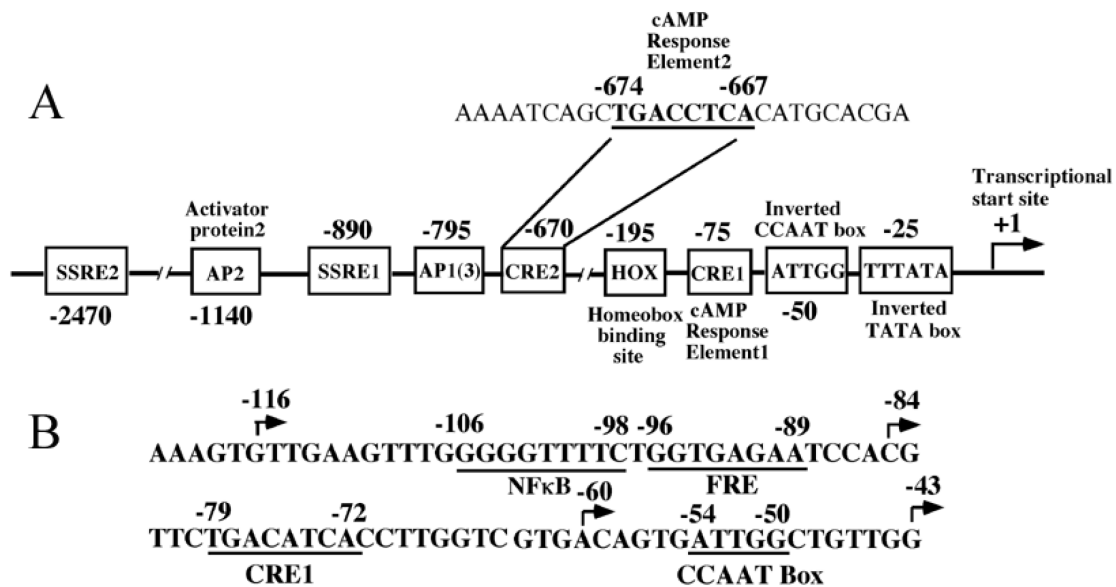 A
cAMP
Response
Element2
-674 -667
AAAATCAGCTGACCTCACATGCACGA
Activator
protein2
-890
-795
-670
-195
-75
Inverted
CCAAT box
-25
Transcriptional
start site
+1
SSRE2
//
AP2
SSRE1
AP1(3)
CRE2
//
HOX
CRE1
ATTGG
TTTATA
-2470
-1140
Homeobox
binding
site
cAMP
Response
Element1
-50
Inverted
TATA box
B
-116 -106 -98 -96 -89 -84
AAAGTGTTGAAGTTTGGGGGTTTTCTGGTGAGAATCCACG
NFκB FRE
-79 -72 -60 -54 -50 -43
TTCTGACATCACCTTGGTCGTGACAGTGATTGGCTGTTGG
CRE1 CCAAT Box